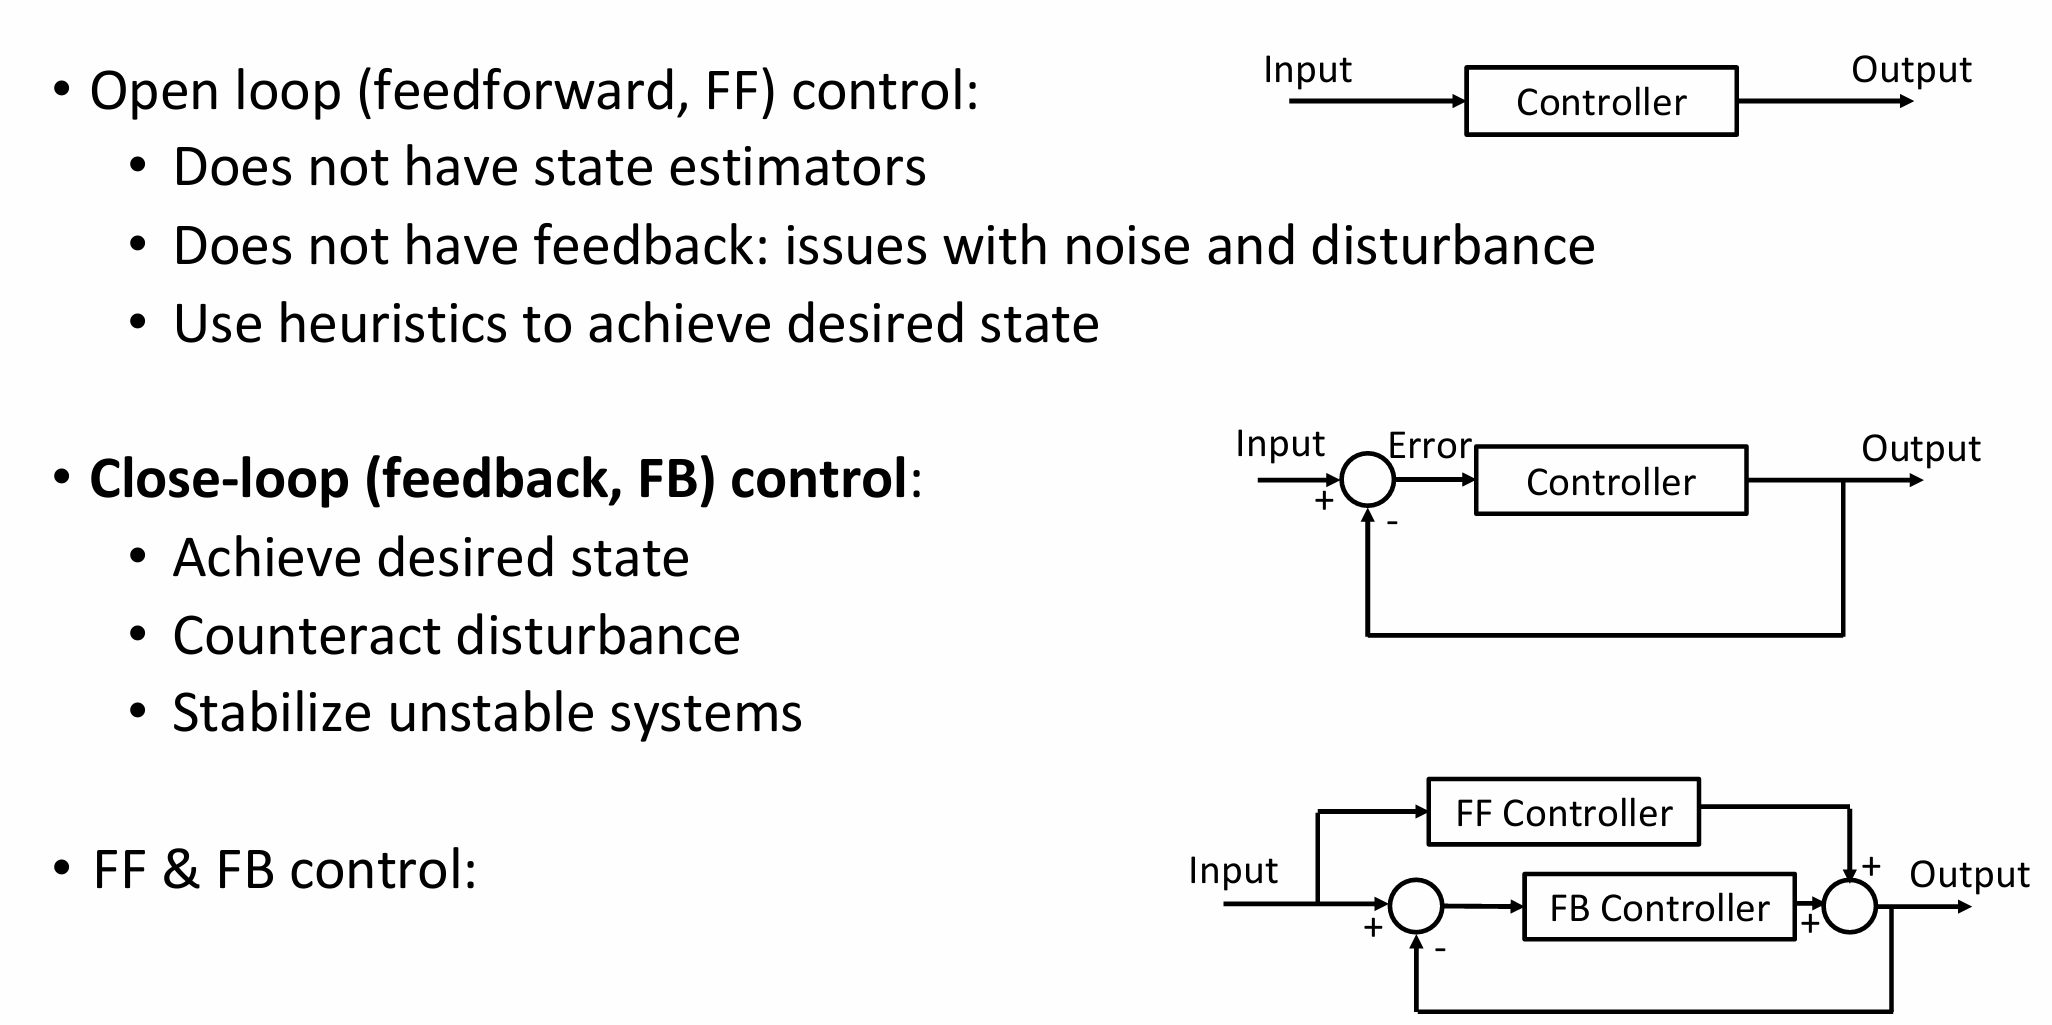 • Open loop (feedforward, FF) control:
• Does not have state estimators
• Does not have feedback: issues with noise and disturbance
• Use heuristics to achieve desired state
Input
Controller
Output
• Close-loop (feedback, FB) control:
• Achieve desired state
• Counteract disturbance
• Stabilize unstable systems
Input
+
-
Error
Controller
Output
• FF & FB control:
FF Controller
Input
+
-
FB Controller
+
+
Output